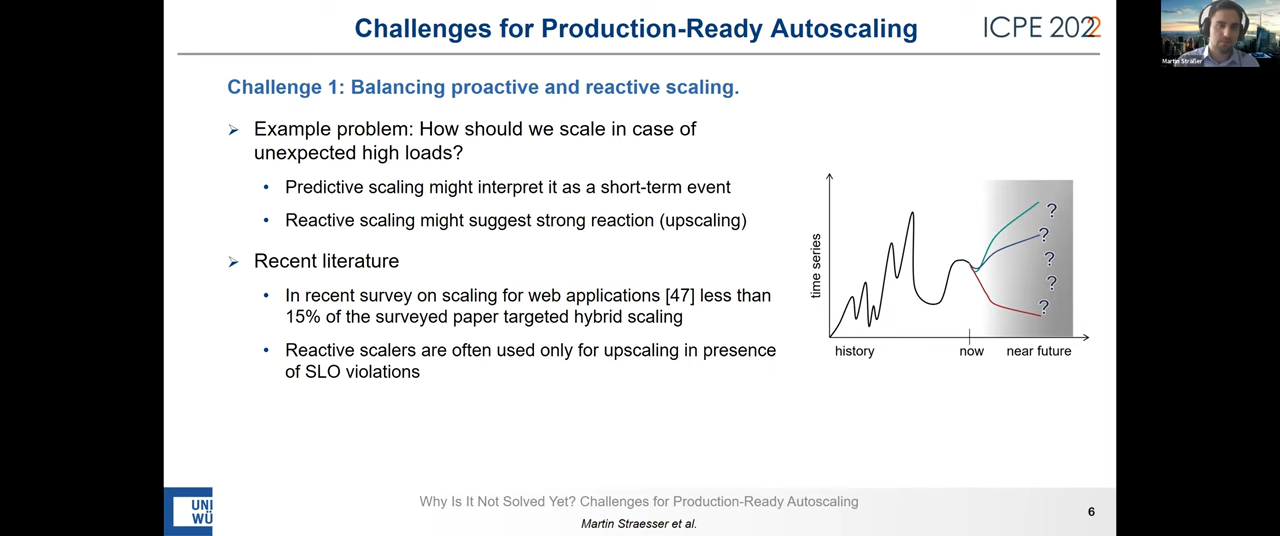 Challenges for Production-Ready Autoscaling
ICPE 2022
Martin Sträßer
Challenge 1: Balancing proactive and reactive scaling.
Example problem: How should we scale in case of
unexpected high loads?
Predictive scaling might interpret it as a short-term event
Reactive scaling might suggest strong reaction (upscaling)
Recent literature
In recent survey on scaling for web applications [47] less than
15% of the surveyed paper targeted hybrid scaling
Reactive scalers are often used only for upscaling in presence
of SLO violations
time series
?
?
?
?
?
history
now
near future
UNI
WÜ
Why Is It Not Solved Yet? Challenges for Production-Ready Autoscaling
Martin Straesser et al.
6